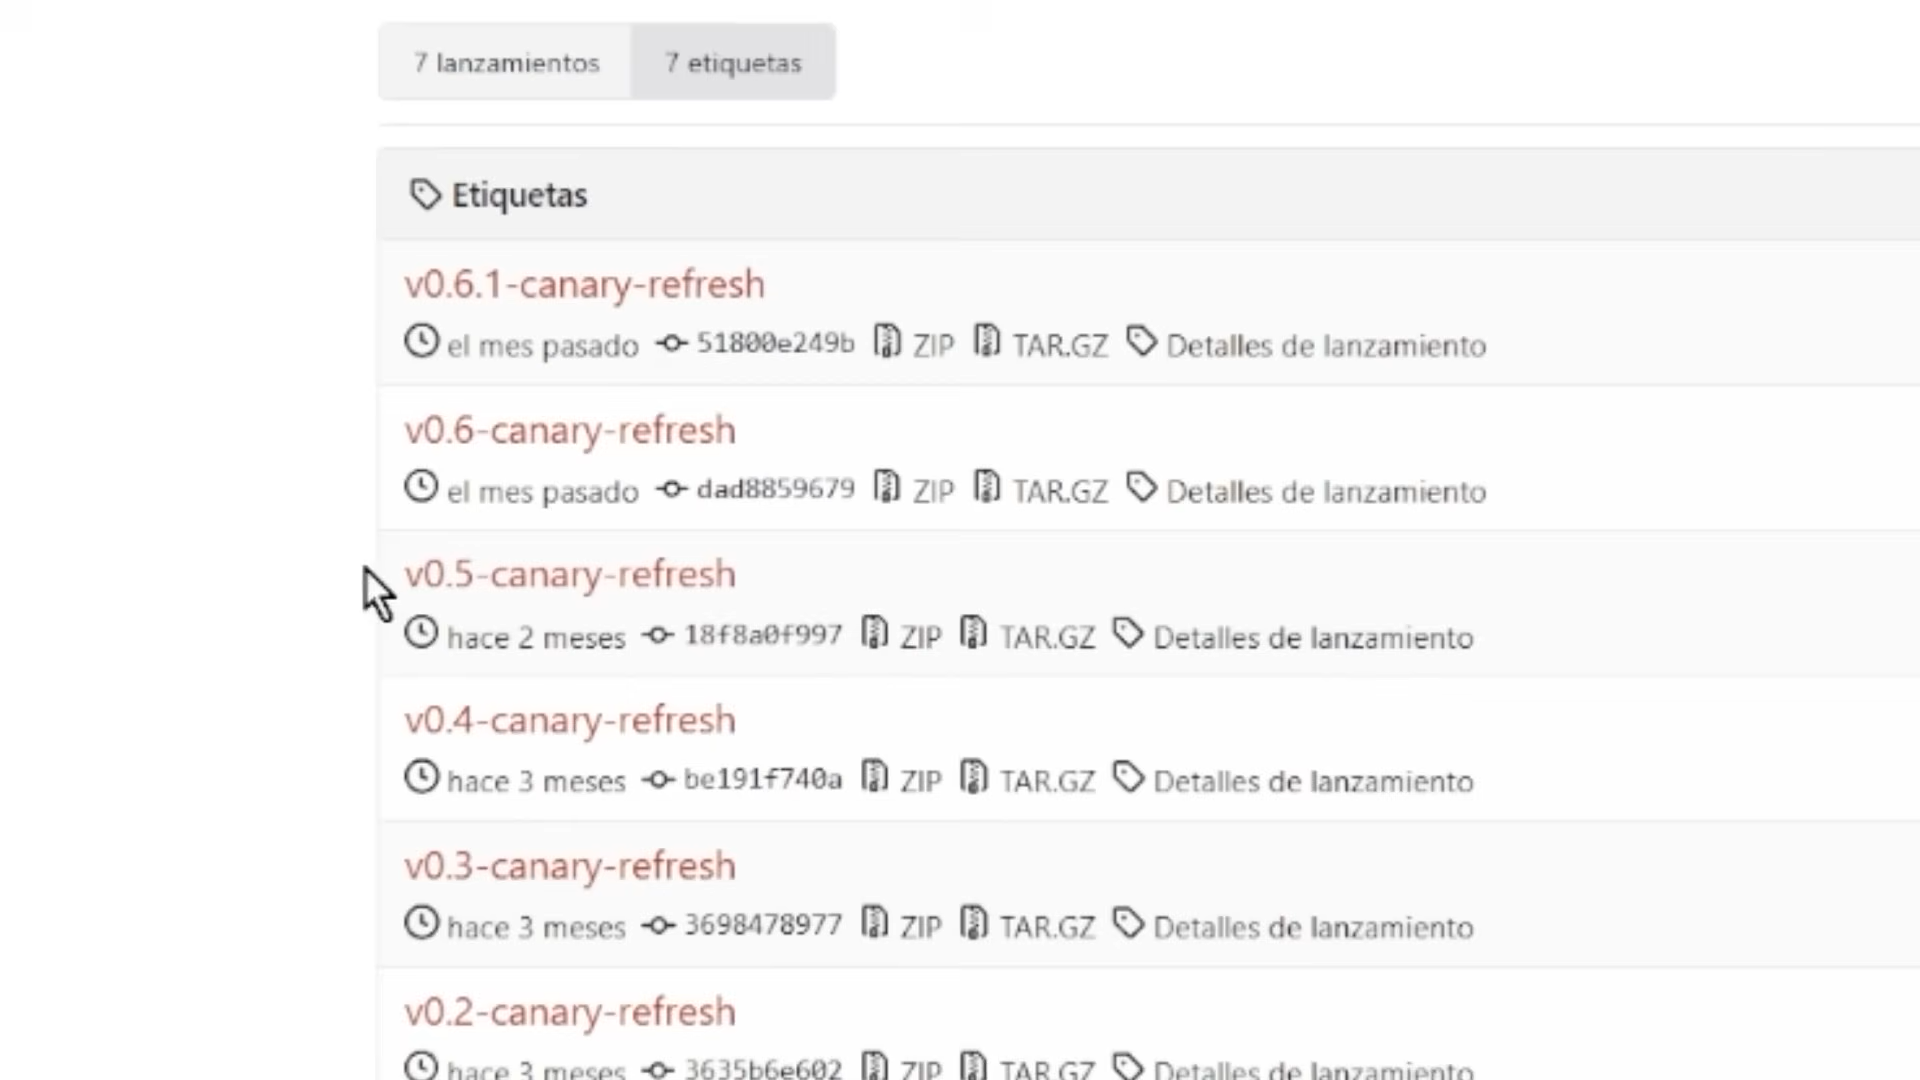 7 lanzamientos 7 etiquetas
Etiquetas
v0.6.1-canary-refresh
el mes pasado 51800e249b ZIP TAR.GZ Detalles de lanzamiento
v0.6-canary-refresh
el mes pasado dad8859679 ZIP TAR.GZ Detalles de lanzamiento
v0.5-canary-refresh
hace 2 meses 18f8a0f997 ZIP TAR.GZ Detalles de lanzamiento
v0.4-canary-refresh
hace 3 meses be191f740a ZIP TAR.GZ Detalles de lanzamiento
v0.3-canary-refresh
hace 3 meses 3698478977 ZIP TAR.GZ Detalles de lanzamiento
v0.2-canary-refresh
hace 3 meses 3635b6e602 ZIP TAR.GZ Detalles de lanzamiento